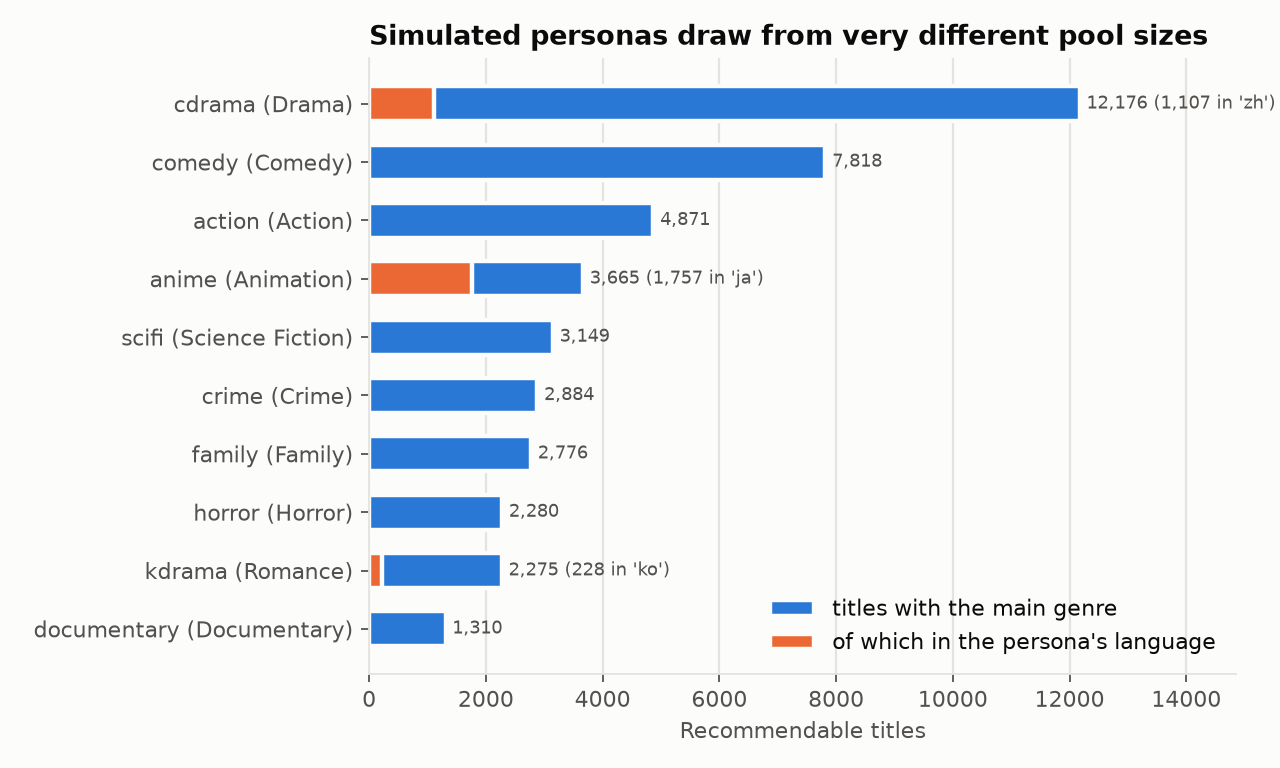 Simulated personas draw from very different pool sizes
cdrama (Drama)
12,176 (1,107 in 'zh')
comedy (Comedy)
7,818
action (Action)
4,871
anime (Animation)
3,665 (1,757 in 'ja')
scifi (Science Fiction)
3,149
crime (Crime)
2,884
family (Family)
2,776
horror (Horror)
2,280
kdrama (Romance)
2,275 (228 in 'ko')
documentary (Documentary)
1,310
titles with the main genre
of which in the persona's language
0 2000 4000 6000 8000 10000 12000 14000
Recommendable titles